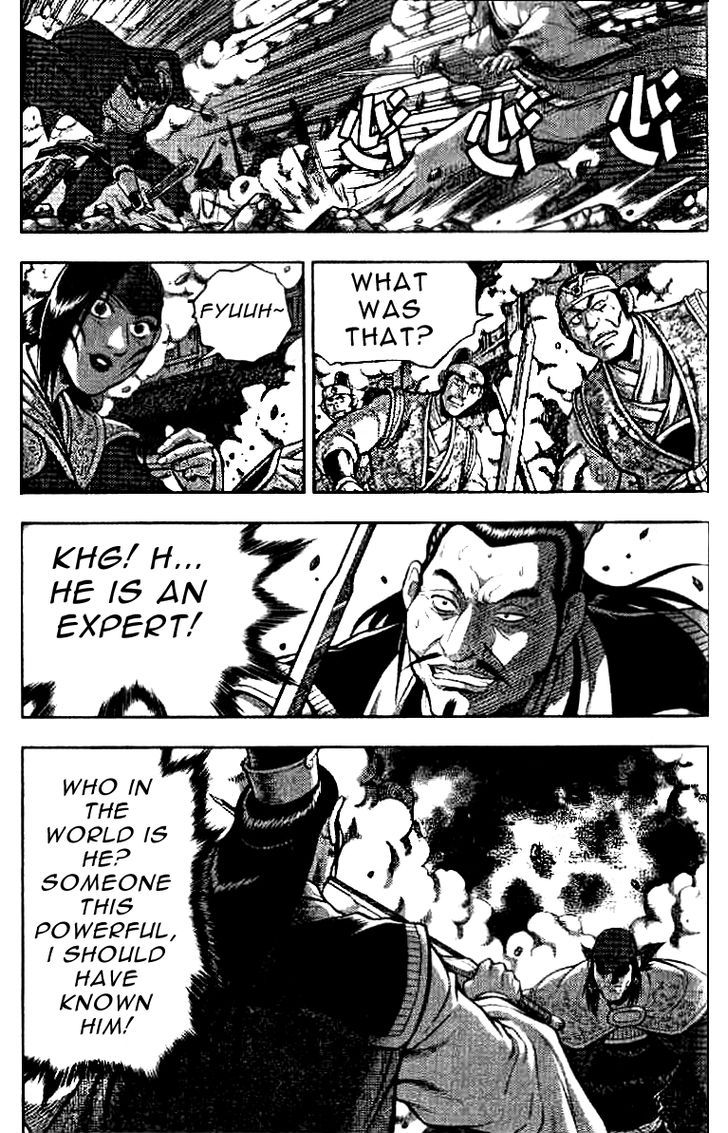 FYUUH~
WHAT
WAS
THAT?
KHG! H...
HE IS AN
EXPERT!
WHO IN
THE
WORLD IS
HE?
SOMEONE
THIS
POWERFUL,
I SHOULD
HAVE
KNOWN
HIM!